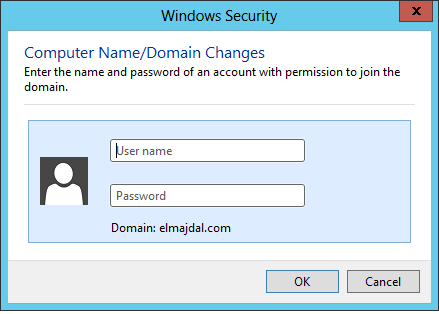 Windows Security
x
Computer Name/Domain Changes
Enter the name and password of an account with permission to join the
domain.
User name
Password
Domain: elmajdal.com
OK
Cancel